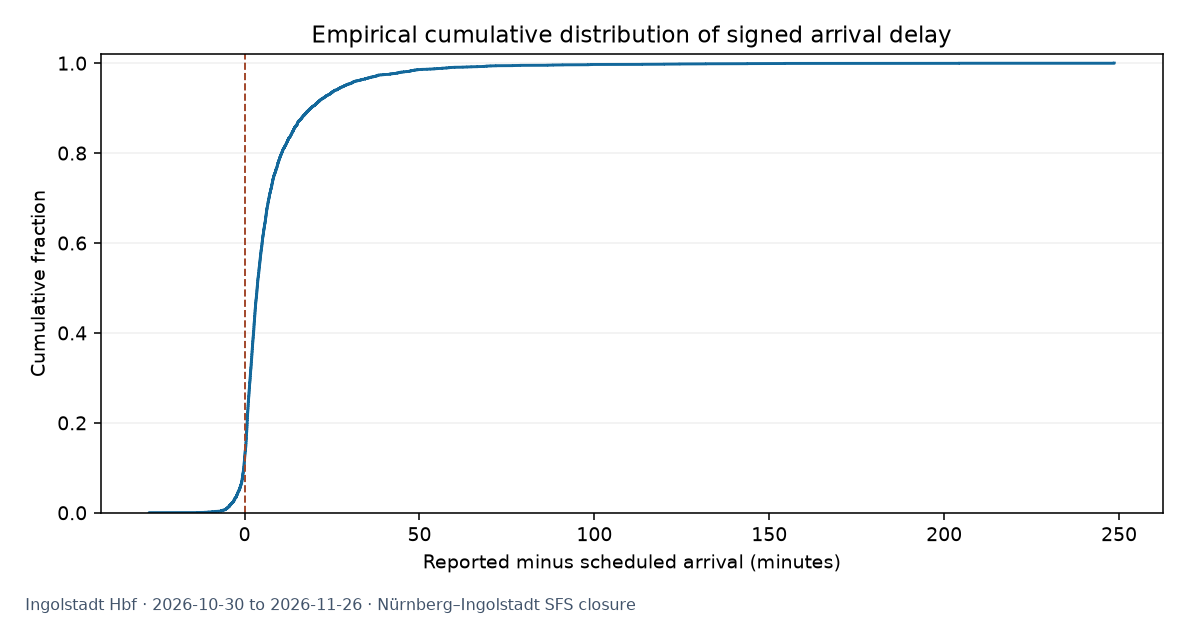 Empirical cumulative distribution of signed arrival delay
1.0
0.8
0.6
0.4
0.2
0.0
Cumulative fraction
0 50 100 150 200 250
Reported minus scheduled arrival (minutes)
Ingolstadt Hbf · 2026-10-30 to 2026-11-26 · Nürnberg–Ingolstadt SFS closure